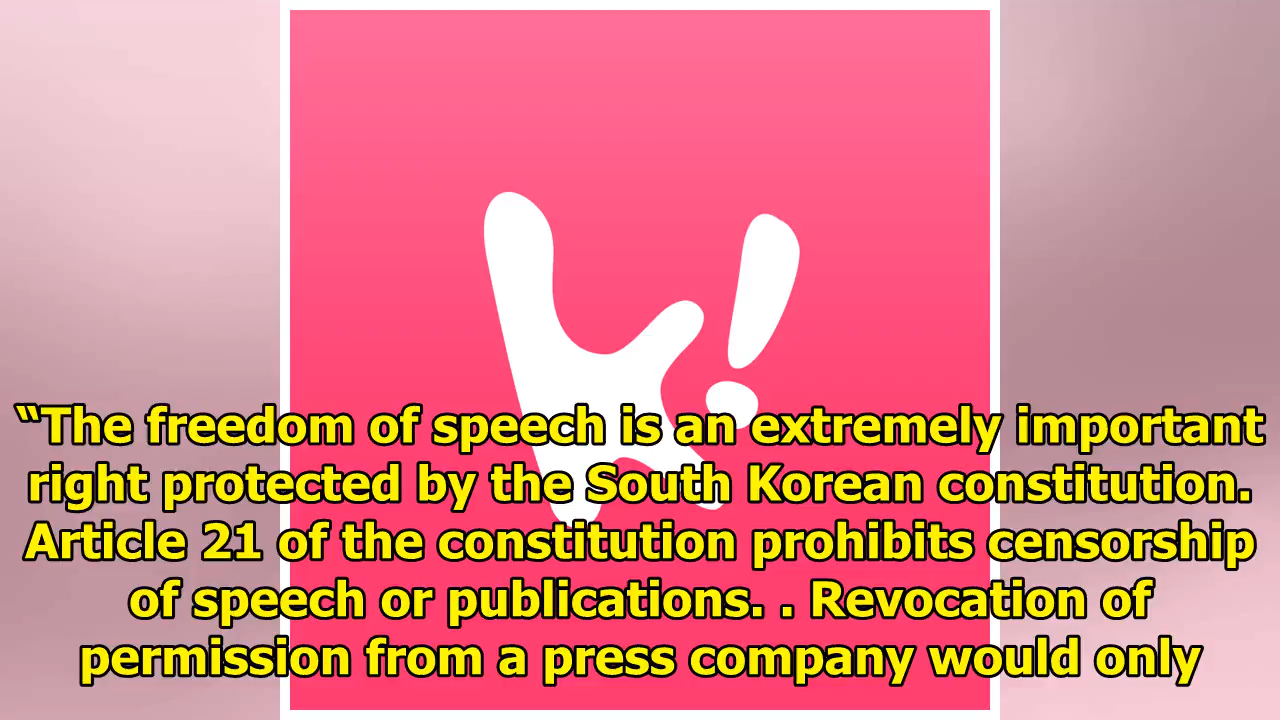 k!
“The freedom of speech is an extremely important
right protected by the South Korean constitution.
Article 21 of the constitution prohibits censorship
of speech or publications. . Revocation of
permission from a press company would only